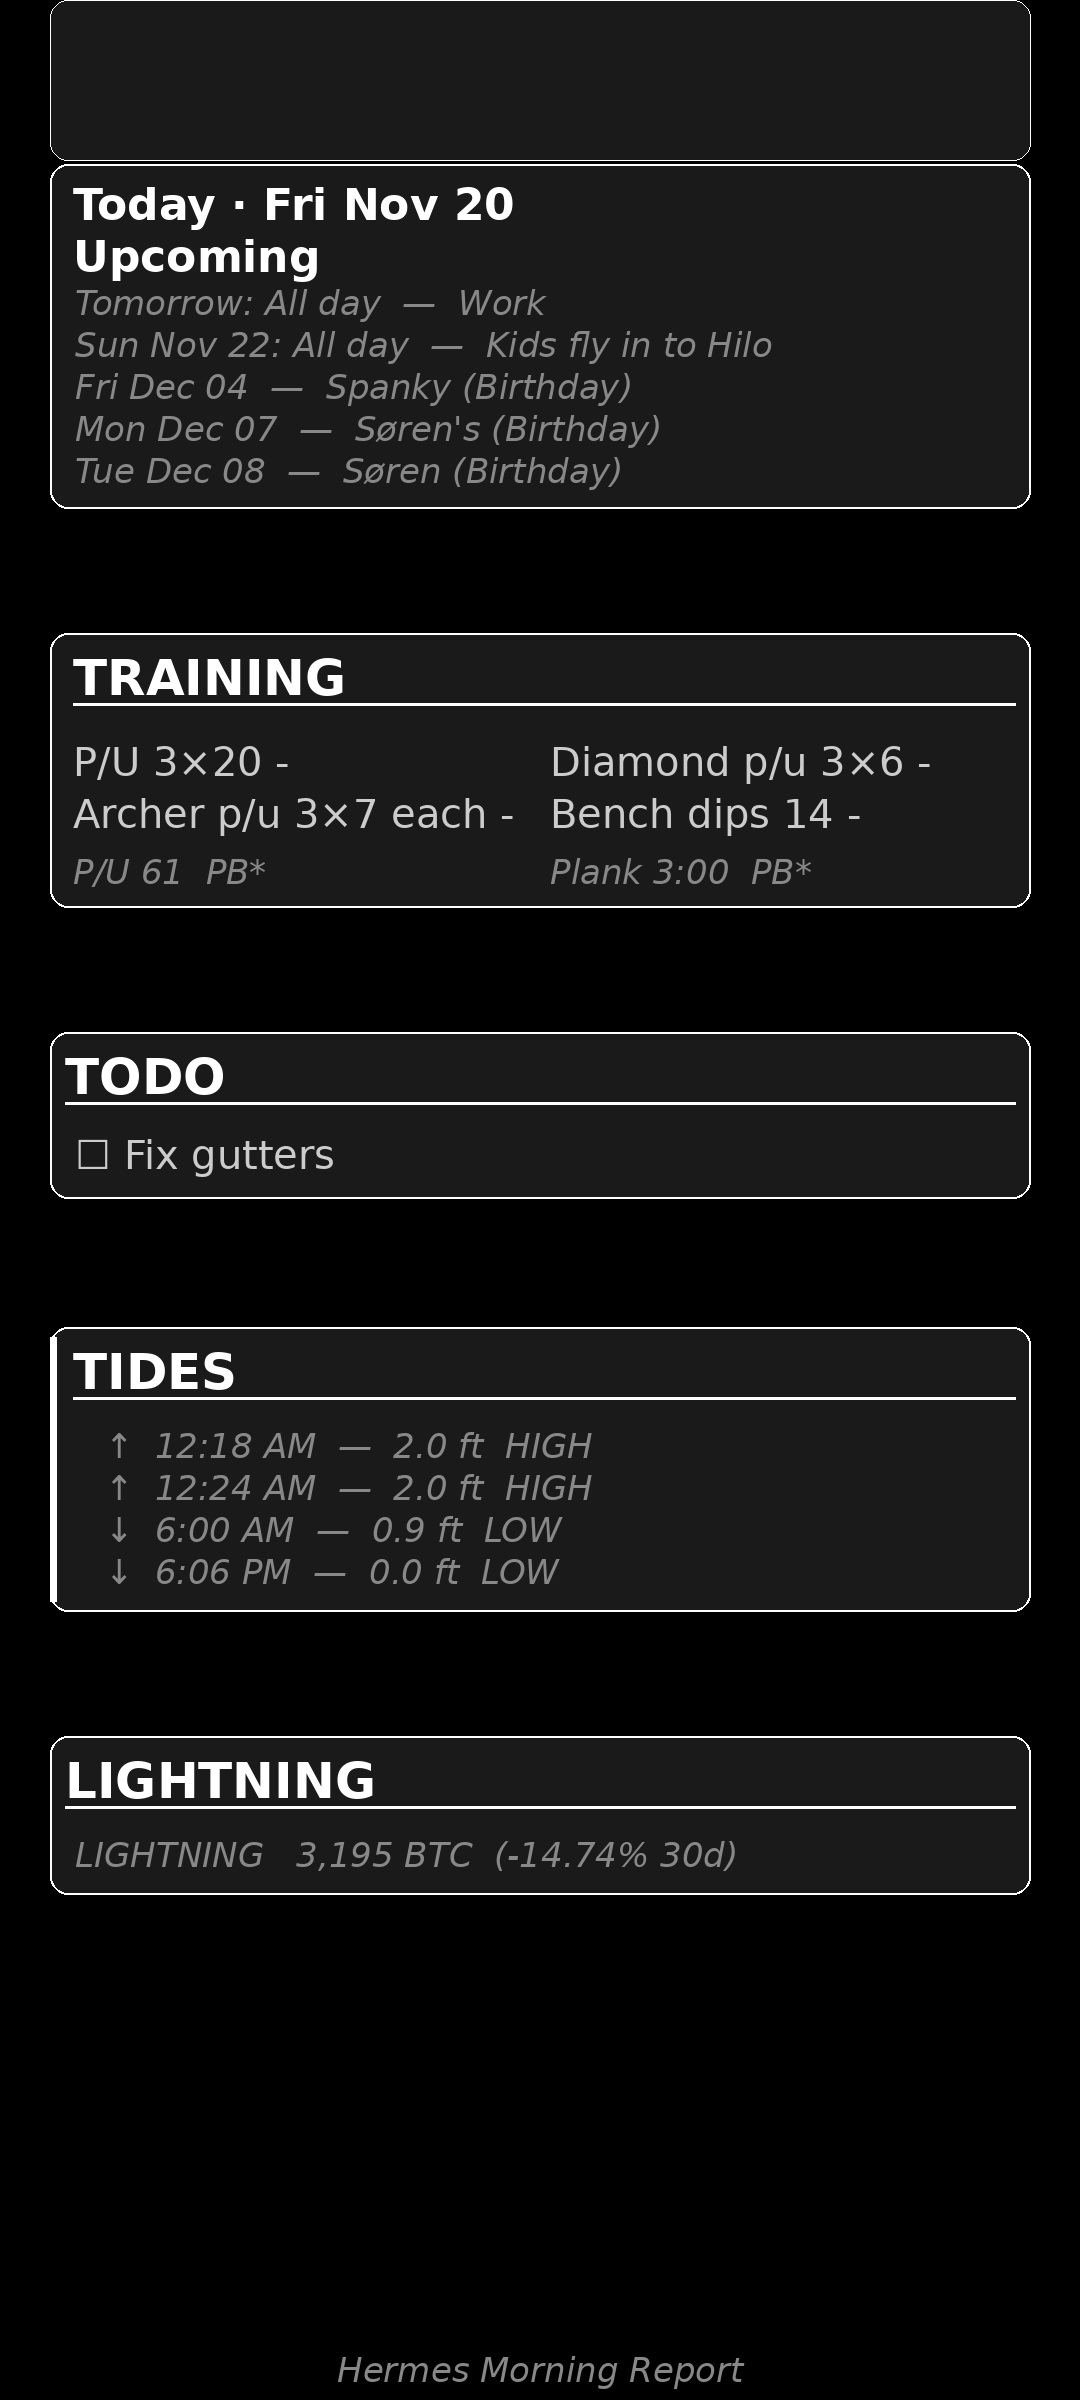 Today · Fri Nov 20
Upcoming
Tomorrow: All day  —  Work
Sun Nov 22: All day  —  Kids fly in to Hilo
Fri Dec 04  —  Spanky (Birthday)
Mon Dec 07  —  Søren's (Birthday)
Tue Dec 08  —  Søren (Birthday)
TRAINING
P/U 3×20 -  Diamond p/u 3×6 -
Archer p/u 3×7 each -  Bench dips 14 -
P/U 61  PB*  Plank 3:00  PB*
TODO
☐ Fix gutters
TIDES
↑  12:18 AM  —  2.0 ft  HIGH
↑  12:24 AM  —  2.0 ft  HIGH
↓  6:00 AM  —  0.9 ft  LOW
↓  6:06 PM  —  0.0 ft  LOW
LIGHTNING
LIGHTNING   3,195 BTC  (-14.74% 30d)
Hermes Morning Report